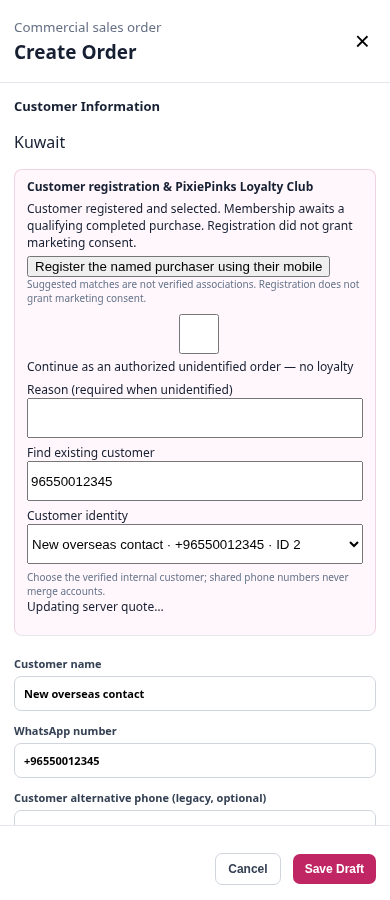 Commercial sales order
Create Order
✕
Customer Information
Kuwait
Customer registration & PixiePinks Loyalty Club
Customer registered and selected. Membership awaits a
qualifying completed purchase. Registration did not grant
marketing consent.
Register the named purchaser using their mobile
Suggested matches are not verified associations. Registration does not
grant marketing consent.
Continue as an authorized unidentified order — no loyalty
Reason (required when unidentified)
Find existing customer
96550012345
Customer identity
New overseas contact · +96550012345 · ID 2
Choose the verified internal customer; shared phone numbers never
merge accounts.
Updating server quote...
Customer name
New overseas contact
WhatsApp number
+96550012345
Customer alternative phone (legacy, optional)
Cancel
Save Draft